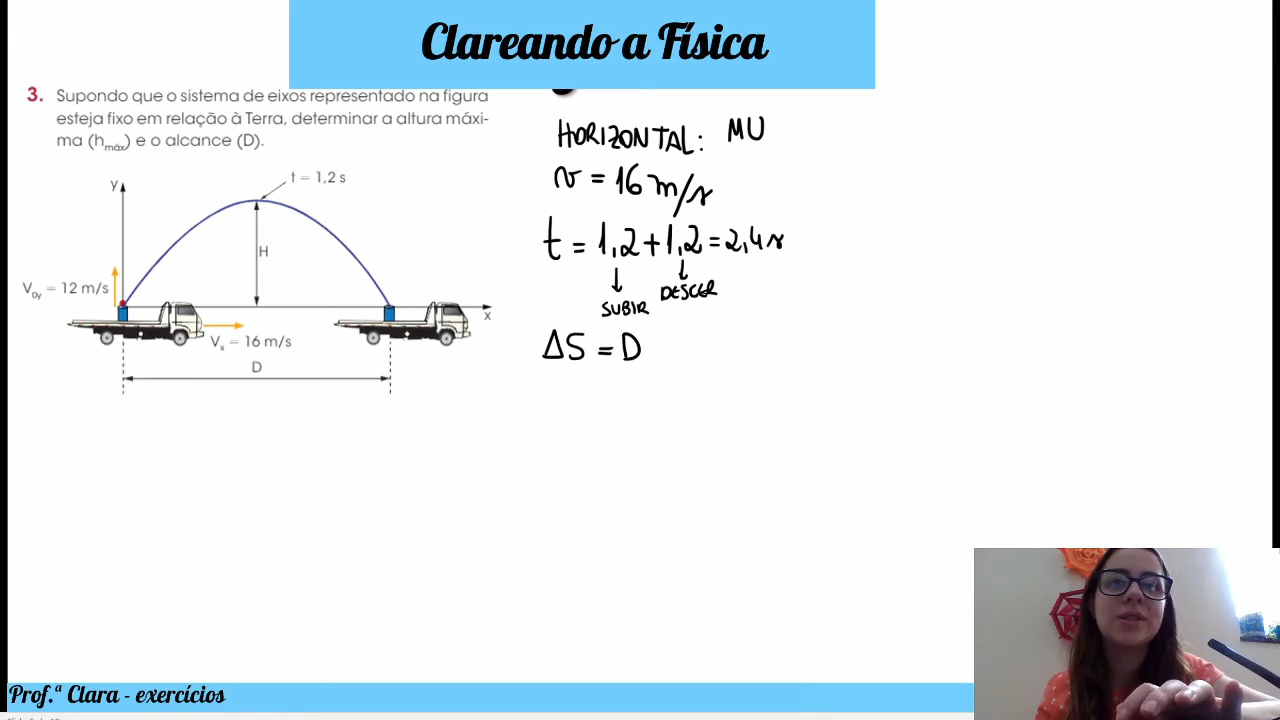 Clareando a Física
3. Supondo que o sistema de eixos representado na figura
esteja fixo em relação à Terra, determinar a altura máxi-
ma (hmáx) e o alcance (D).
y
t = 1,2 s
H
V0y = 12 m/s
x
Vx = 16 m/s
D
HORIZONTAL: MU
v = 16 m/s
t = 1,2 + 1,2 = 2,4 s
SUBIR DESCER
ΔS = D
Prof.ª Clara - exercícios